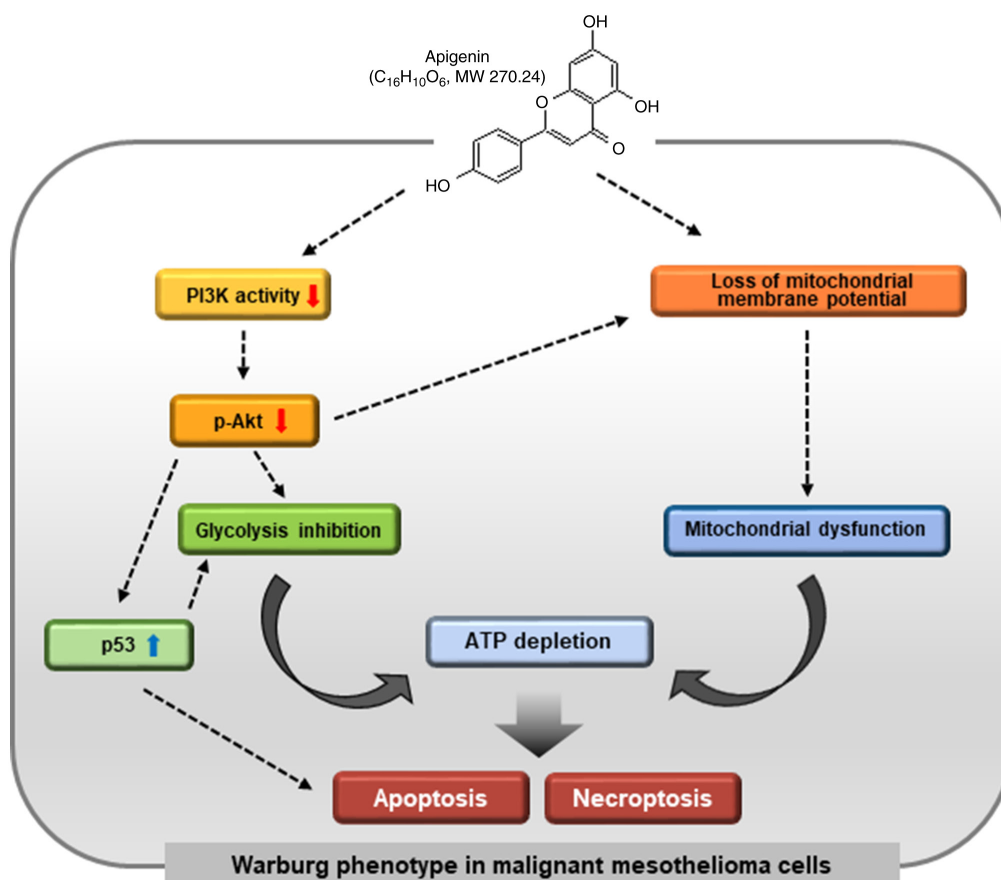 OH
Apigenin
(C₁₆H₁₀O₆, MW 270.24)
O
OH
O
HO
PI3K activity
Loss of mitochondrial
membrane potential
p-Akt
Glycolysis inhibition
Mitochondrial dysfunction
p53
ATP depletion
Apoptosis
Necroptosis
Warburg phenotype in malignant mesothelioma cells